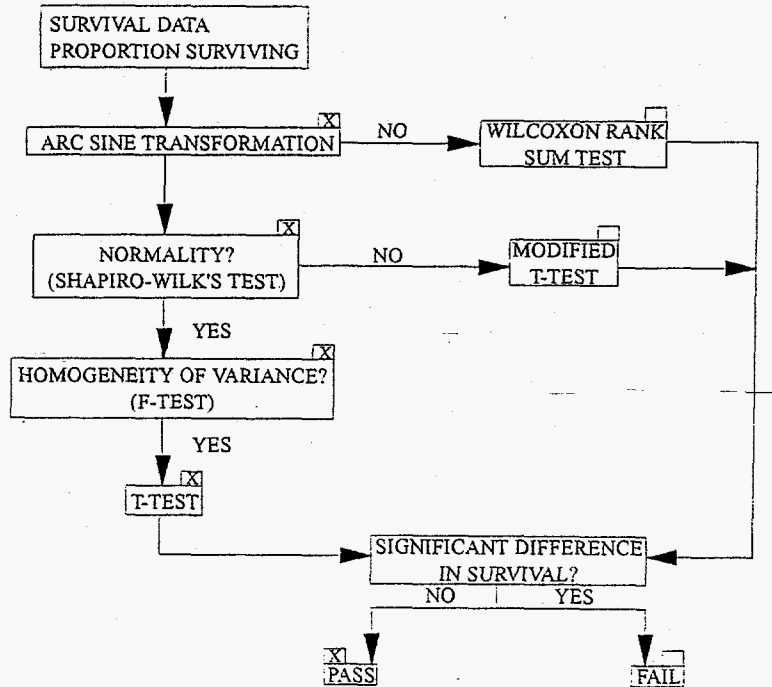 SURVIVAL DATA
PROPORTION SURVIVING
X
ARC SINE TRANSFORMATION
NO
WILCOXON RANK
SUM TEST
X
NORMALITY?
(SHAPIRO-WILK'S TEST)
NO
MODIFIED
T-TEST
YES
X
HOMOGENEITY OF VARIANCE?
(F-TEST)
YES
X
T-TEST
SIGNIFICANT DIFFERENCE
IN SURVIVAL?
NO
YES
X
PASS
FAIL